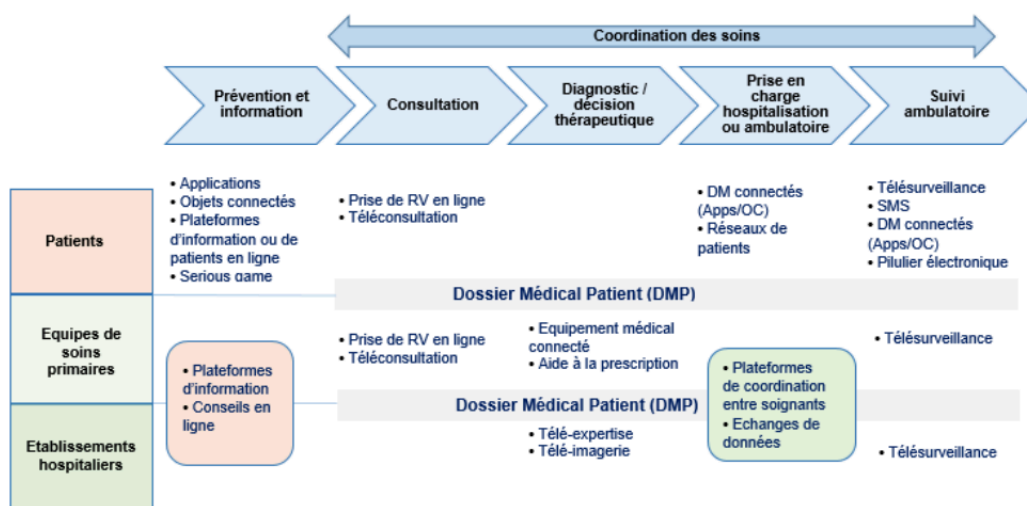 Coordination des soins
Prévention et
information
Consultation
Diagnostic /
décision
thérapeutique
Prise en
charge
hospitalisation
ou ambulatoire
Suivi
ambulatoire
Patients
• Applications
• Objets connectés
• Plateformes
d'information ou de
patients en ligne
• Serious game
• Prise de RV en ligne
• Téléconsultation
• DM connectés
(Apps/OC)
• Réseaux de
patients
• Télésurveillance
• SMS
• DM connectés
(Apps/OC)
• Pilulier électronique
Dossier Médical Patient (DMP)
Equipes de
soins
primaires
• Plateformes
d'information
• Conseils en
ligne
• Prise de RV en ligne
• Téléconsultation
• Equipement médical
connecté
• Aide à la prescription
• Plateformes
de coordination
entre soignants
• Echanges de
données
• Télésurveillance
Dossier Médical Patient (DMP)
Etablissements
hospitaliers
• Télé-expertise
• Télé-imagerie
• Télésurveillance